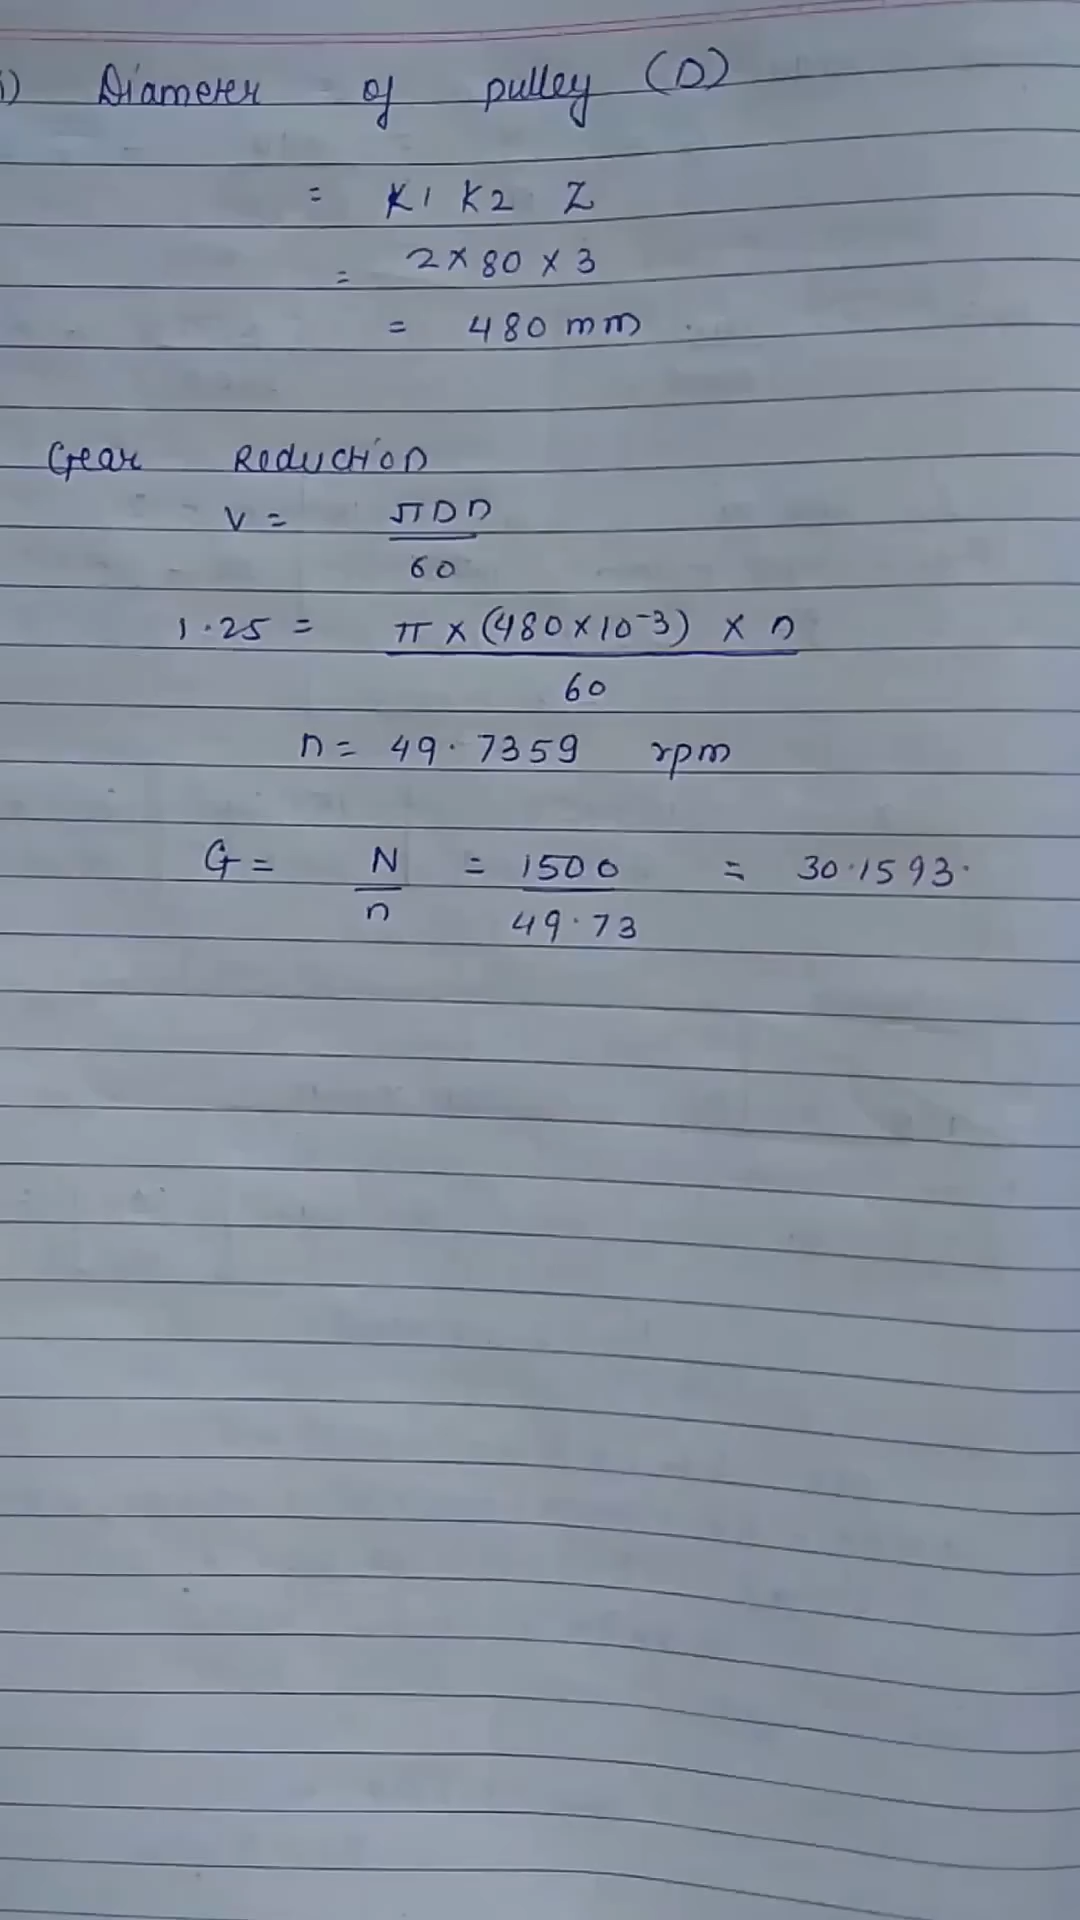 i) Diameter of pulley (D)
= K1 K2 Z
= 2 × 80 × 3
= 480 mm
Gear Reduction
V = πDn / 60
1.25 = π × (480 × 10-3) × n / 60
n = 49.7359 rpm
G = N / n = 1500 / 49.73 = 30.1593.